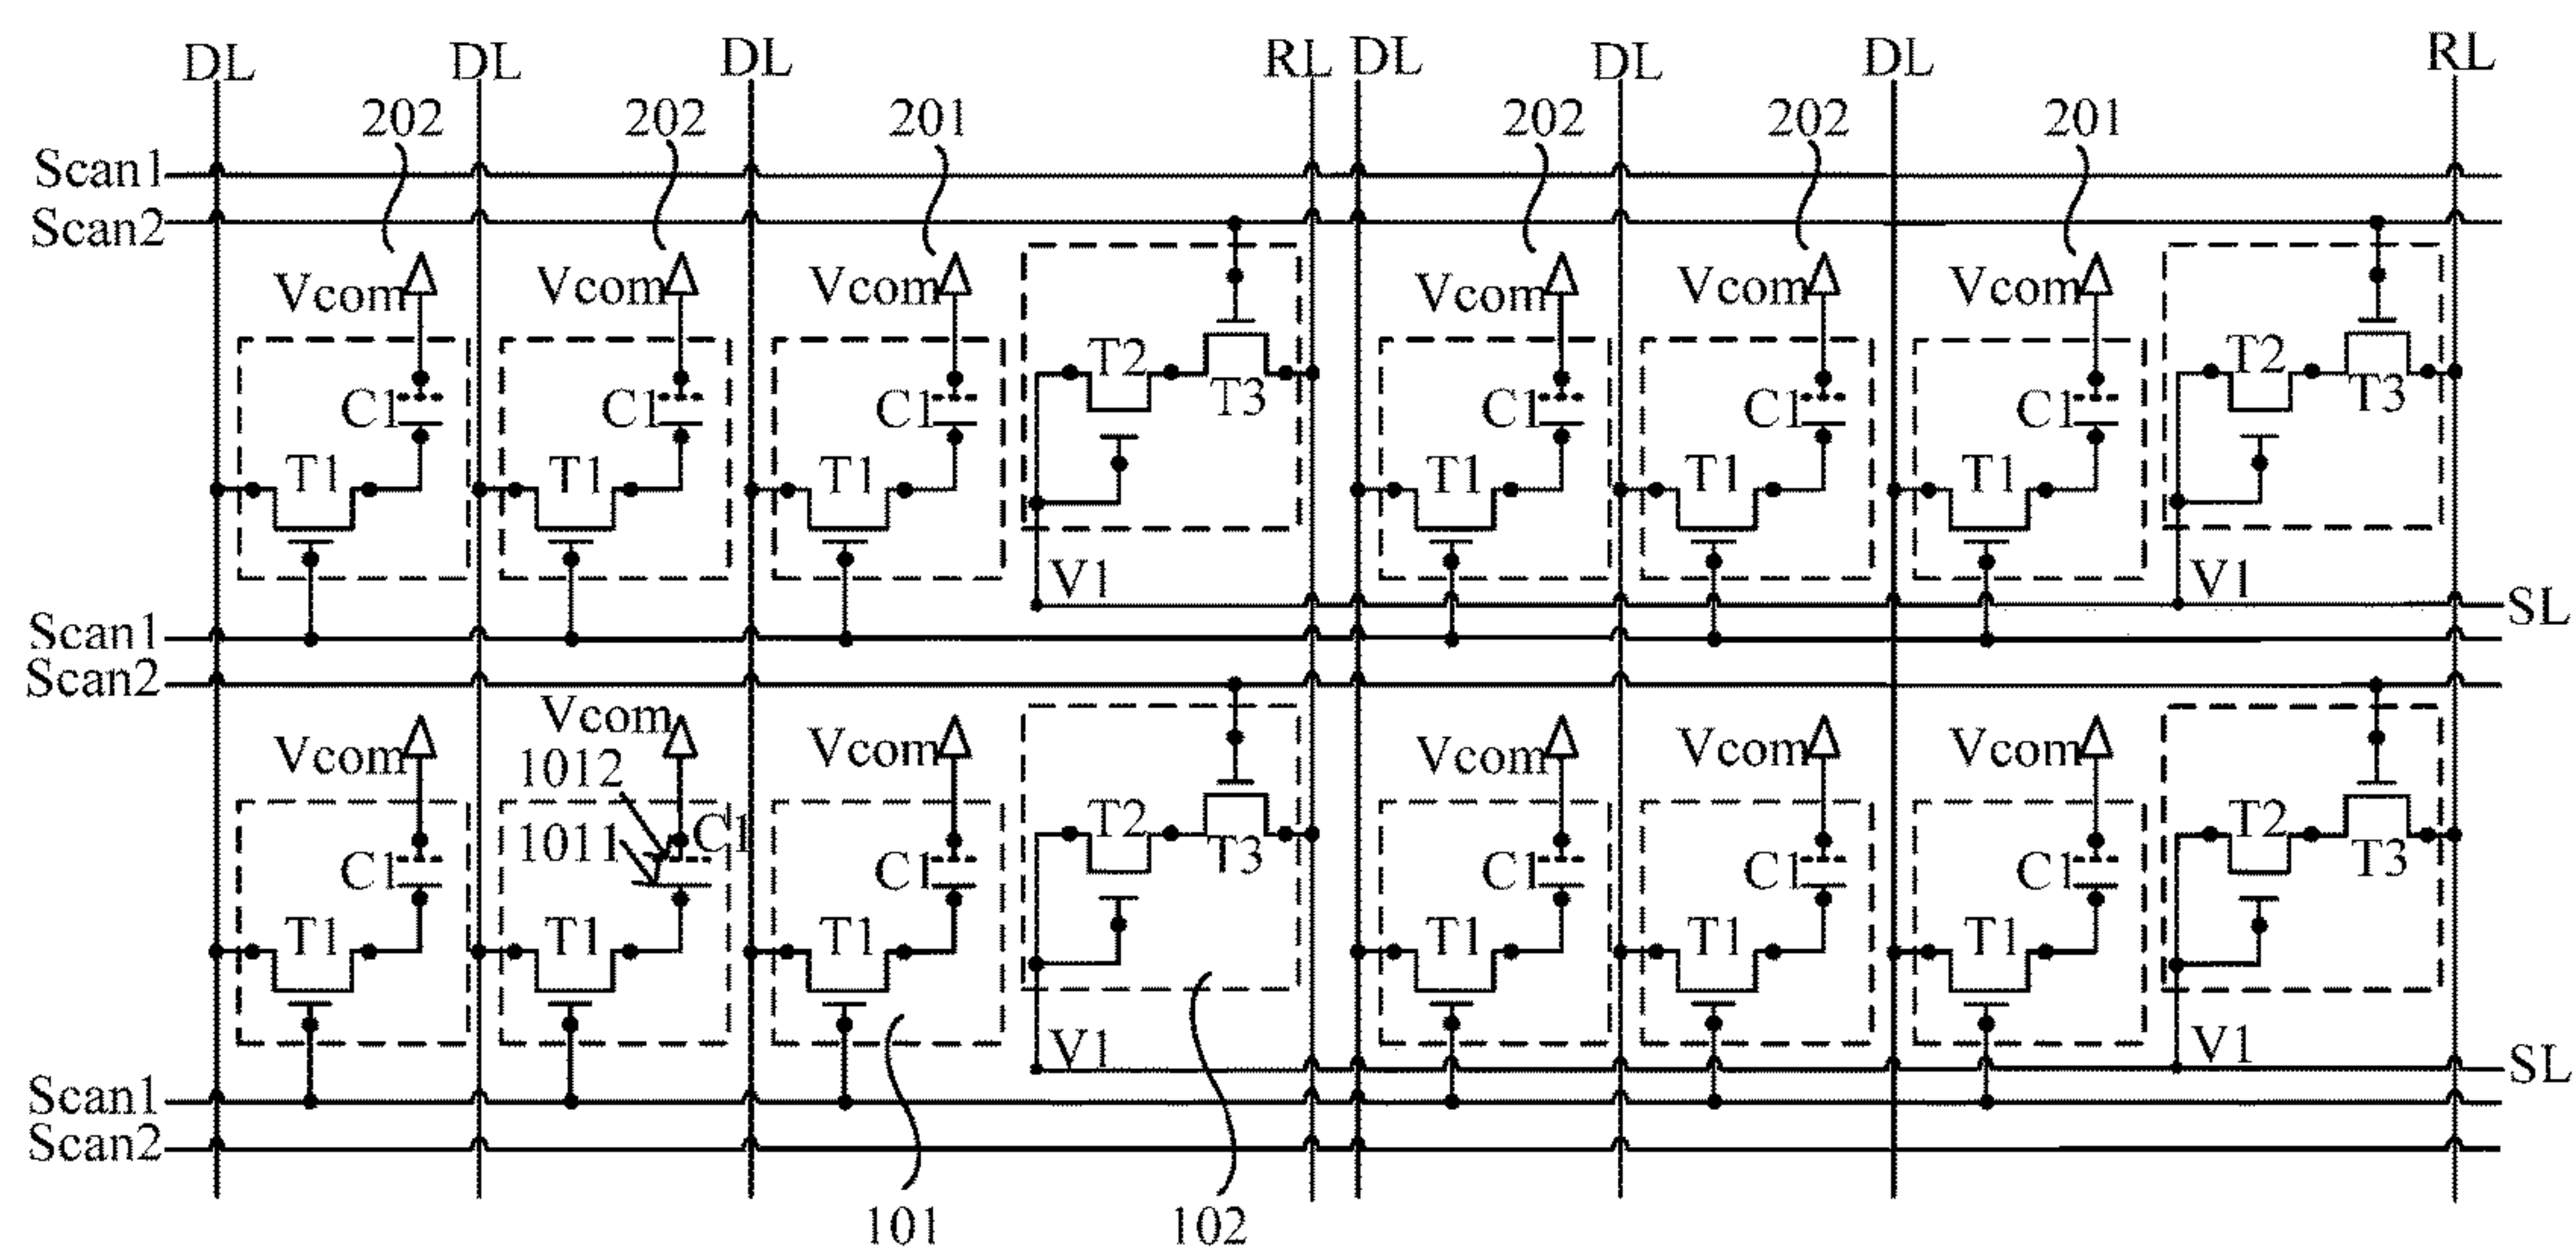 DL DL DL RL DL DL DL RL
202 202 201 202 202 201
Scan1
Scan2
Vcom Vcom Vcom Vcom Vcom Vcom
T2 T2
C1 C1 C1 T3 C1 C1 C1 T3
T1 T1 T1 T1 T1 T1
V1 V1
SL
Scan1
Scan2
Vcom Vcom Vcom Vcom Vcom Vcom
1012
T2 T2
1011 C1
C1 C1 T3 C1 C1 C1 T3
T1 T1 T1 T1 T1 T1
V1 V1
SL
Scan1
Scan2
101 102